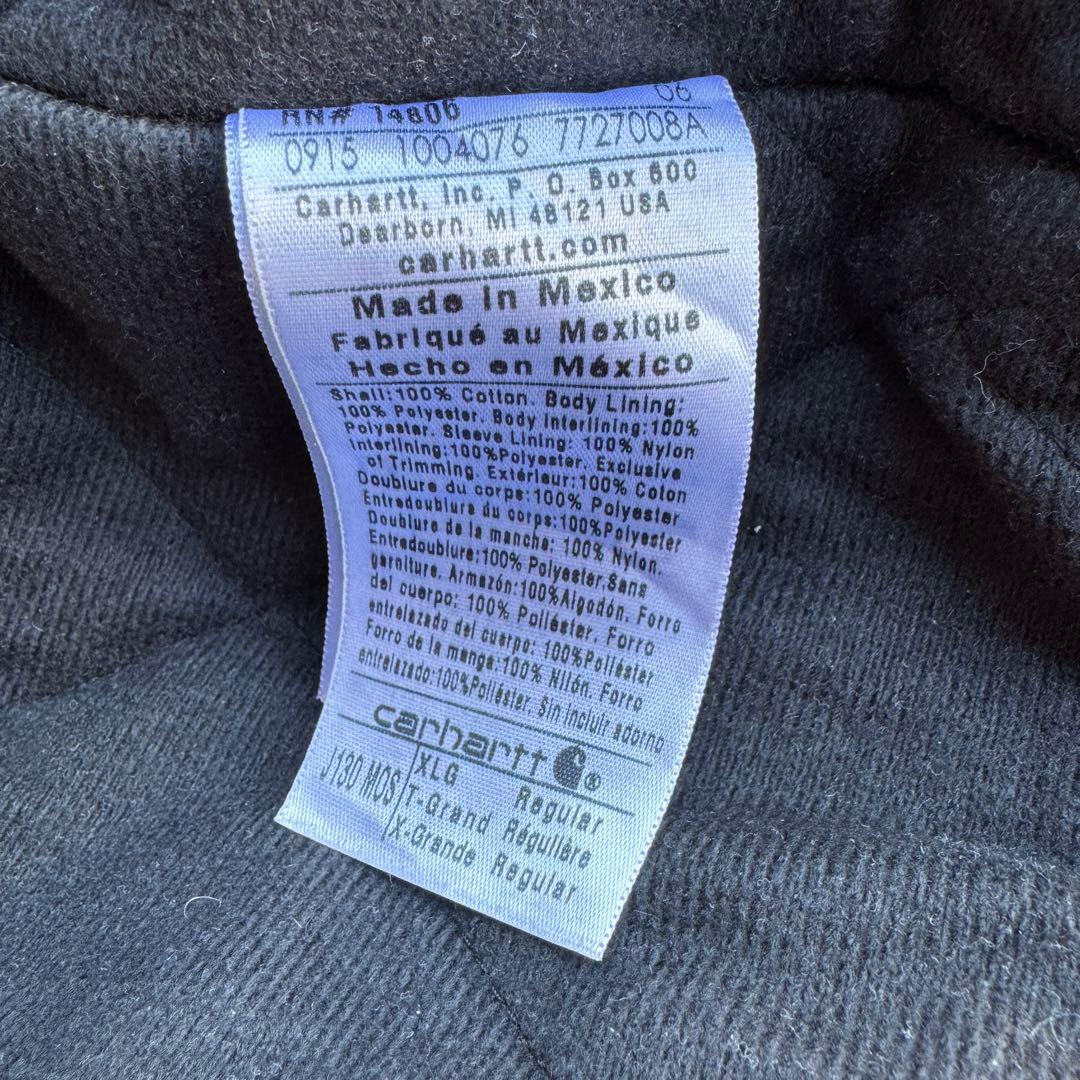 RN# 14806 06
0915 1004076 7727008A
Carhartt, Inc. P. O. Box 600
Dearborn, MI 48121 USA
carhartt.com
Made in Mexico
Fabriqué au Mexique
Hecho en México
Shell:100% Cotton. Body Lining:
100% Polyester. Body Interlining:100%
Polyester. Sleeve Lining: 100% Nylon
Interlining:100%Polyester. Exclusive
of Trimming. Extérieur:100% Coton
Doublure du corps:100% Polyester
Entredoublure du corps:100%Polyester
Doublure de la manche: 100% Nylon.
Entredoublure:100% Polyester.Sans
garniture. Armazón:100%Algodón. Forro
del cuerpo: 100% Poliéster. Forro
entrelazado del cuerpo: 100%Poliéster
Forro de la manga:100% Nilón. Forro
entrelazado:100%Poliéster. Sin incluir adorno
carhartt ®
J130 MOS XLG Regular
T-Grand Régulière
X-Grande Regular